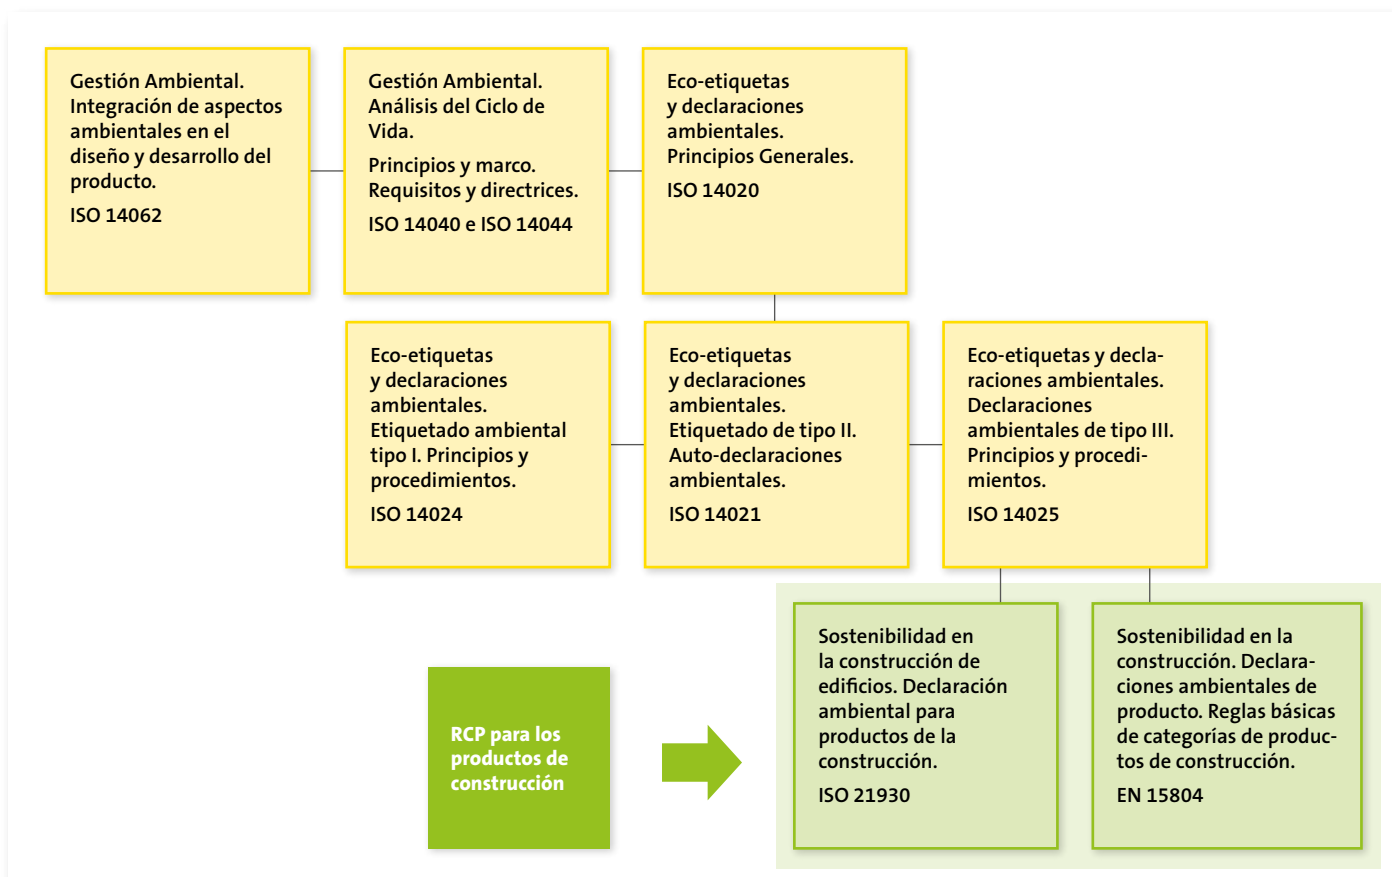 Gestión Ambiental.
Integración de aspectos
ambientales en el
diseño y desarrollo del
producto.
ISO 14062
Gestión Ambiental.
Análisis del Ciclo de
Vida.
Principios y marco.
Requisitos y directrices.
ISO 14040 e ISO 14044
Eco-etiquetas
y declaraciones
ambientales.
Principios Generales.
ISO 14020
Eco-etiquetas
y declaraciones
ambientales.
Etiquetado ambiental
tipo I. Principios y
procedimientos.
ISO 14024
Eco-etiquetas
y declaraciones
ambientales.
Etiquetado de tipo II.
Auto-declaraciones
ambientales.
ISO 14021
Eco-etiquetas y decla-
raciones ambientales.
Declaraciones
ambientales de tipo III.
Principios y procedi-
mientos.
ISO 14025
RCP para los
productos de
construcción
Sostenibilidad en
la construcción de
edificios. Declaración
ambiental para
productos de la
construcción.
ISO 21930
Sostenibilidad en la
construcción. Declara-
ciones ambientales de
producto. Reglas básicas
de categorías de produc-
tos de construcción.
EN 15804